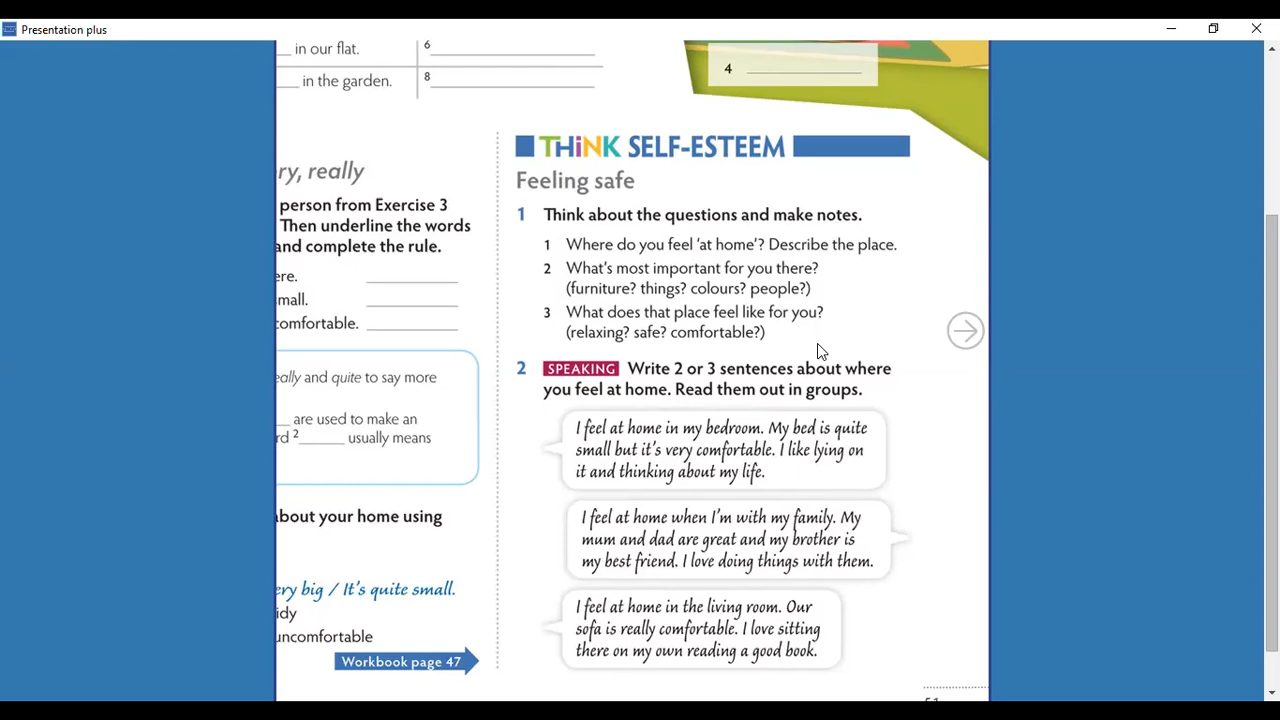 Presentation plus
in our flat.
6
in the garden.
8
4
ry, really
person from Exercise 3
Then underline the words
and complete the rule.
ere.
mall.
comfortable.
eally and quite to say more
are used to make an
rd 2 usually means
about your home using
ery big / It's quite small.
idy
uncomfortable
Workbook page 47
THiNK SELF-ESTEEM
Feeling safe
1 Think about the questions and make notes.
1 Where do you feel ‘at home’? Describe the place.
2 What's most important for you there?
(furniture? things? colours? people?)
3 What does that place feel like for you?
(relaxing? safe? comfortable?)
2 SPEAKING Write 2 or 3 sentences about where
you feel at home. Read them out in groups.
I feel at home in my bedroom. My bed is quite
small but it's very comfortable. I like lying on
it and thinking about my life.
I feel at home when I'm with my family. My
mum and dad are great and my brother is
my best friend. I love doing things with them.
I feel at home in the living room. Our
sofa is really comfortable. I love sitting
there on my own reading a good book.